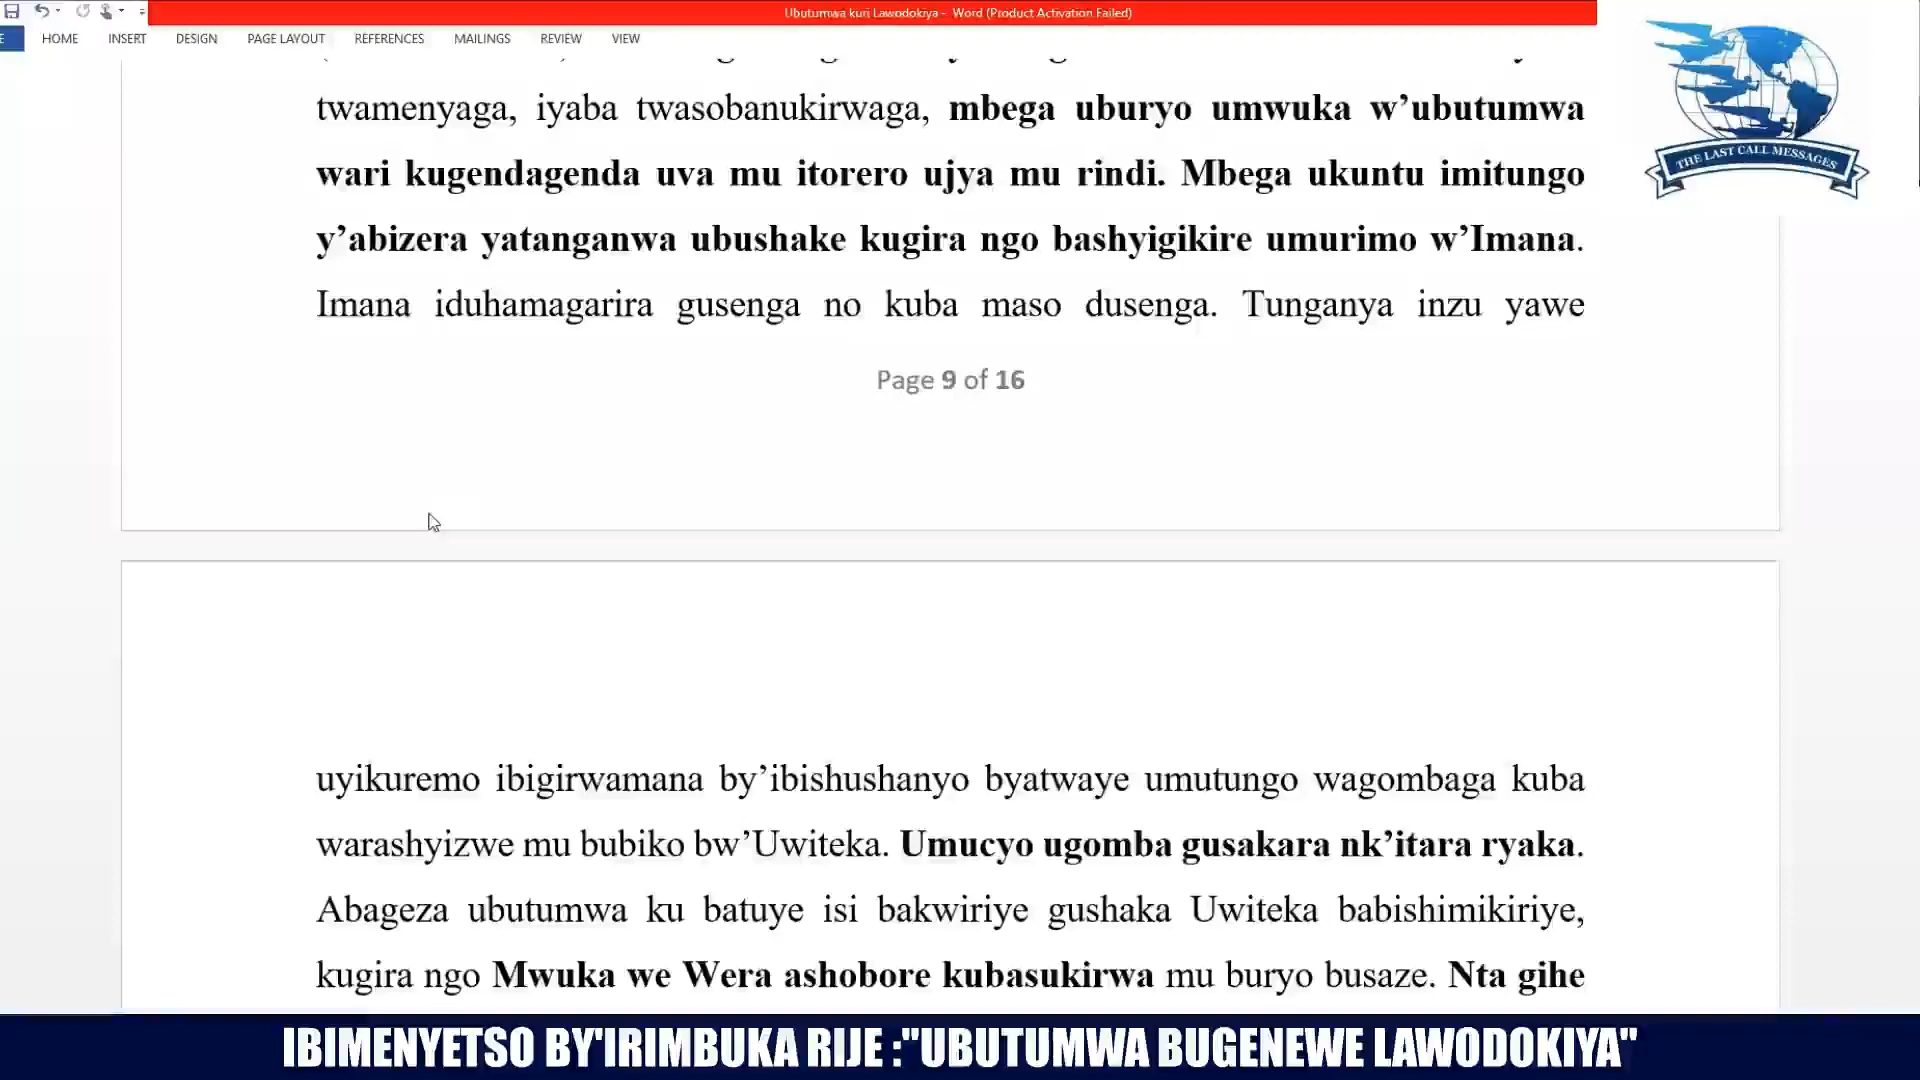 Ubutumwa kuri Lawodokiya - Word (Product Activation Failed)
HOME INSERT DESIGN PAGE LAYOUT REFERENCES MAILINGS REVIEW VIEW
THE LAST CALL MESSAGES
twamenyaga, iyaba twasobanukirwaga, mbega uburyo umwuka w’ubutumwa
wari kugendagenda uva mu itorero ujya mu rindi. Mbega ukuntu imitungo
y’abizera yatanganwa ubushake kugira ngo bashyigikire umurimo w’Imana.
Imana iduhamagarira gusenga no kuba maso dusenga. Tunganya inzu yawe
Page 9 of 16
uyikuremo ibigirwamana by’ibishushanyo byatwaye umutungo wagombaga kuba
warashyizwe mu bubiko bw’Uwiteka. Umucyo ugomba gusakara nk’itara ryaka.
Abageza ubutumwa ku batuye isi bakwiriye gushaka Uwiteka babishimikiriye,
kugira ngo Mwuka we Wera ashobore kubasukirwa mu buryo busaze. Nta gihe
IBIMENYETSO BY'IRIMBUKA RIJE :"UBUTUMWA BUGENEWE LAWODOKIYA"